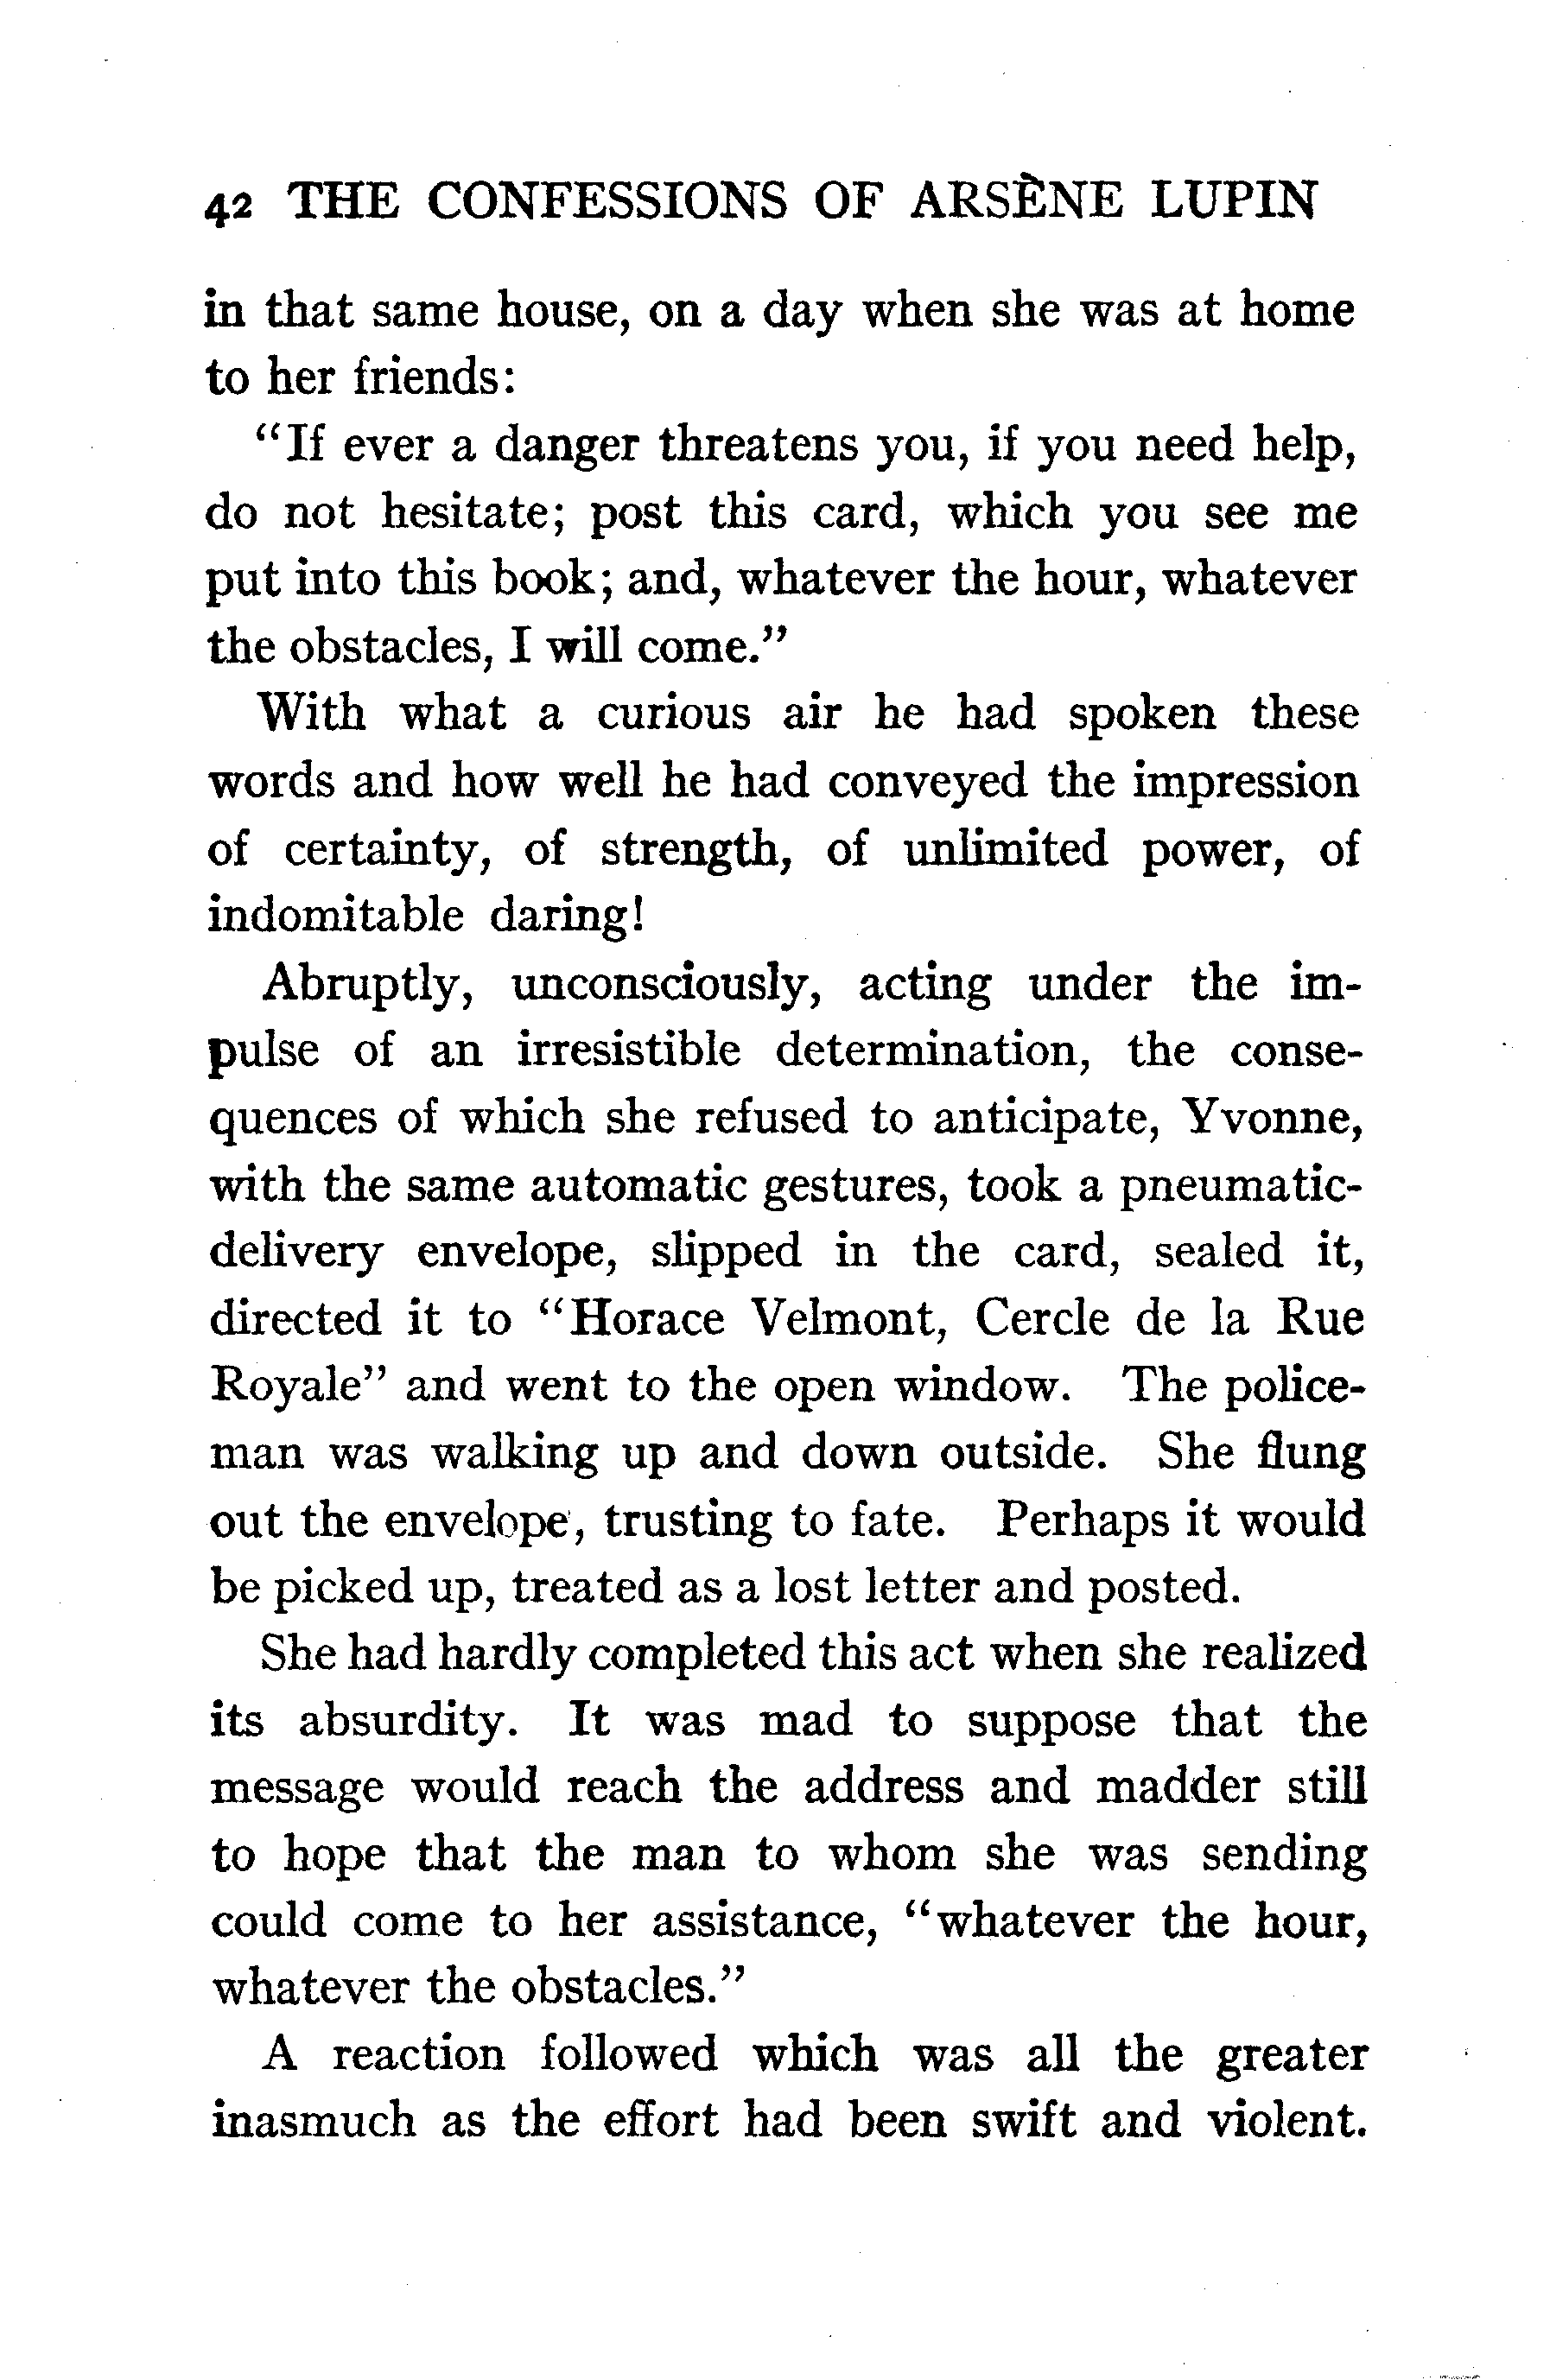 42 THE CONFESSIONS OF ARSÈNE LUPIN
in that same house, on a day when she was at home
to her friends:
"If ever a danger threatens you, if you need help,
do not hesitate; post this card, which you see me
put into this book; and, whatever the hour, whatever
the obstacles, I will come."
With what a curious air he had spoken these
words and how well he had conveyed the impression
of certainty, of strength, of unlimited power, of
indomitable daring!
Abruptly, unconsciously, acting under the im-
pulse of an irresistible determination, the conse-
quences of which she refused to anticipate, Yvonne,
with the same automatic gestures, took a pneumatic-
delivery envelope, slipped in the card, sealed it,
directed it to "Horace Velmont, Cercle de la Rue
Royale" and went to the open window. The police-
man was walking up and down outside. She flung
out the envelope, trusting to fate. Perhaps it would
be picked up, treated as a lost letter and posted.
She had hardly completed this act when she realized
its absurdity. It was mad to suppose that the
message would reach the address and madder still
to hope that the man to whom she was sending
could come to her assistance, "whatever the hour,
whatever the obstacles."
A reaction followed which was all the greater
inasmuch as the effort had been swift and violent.